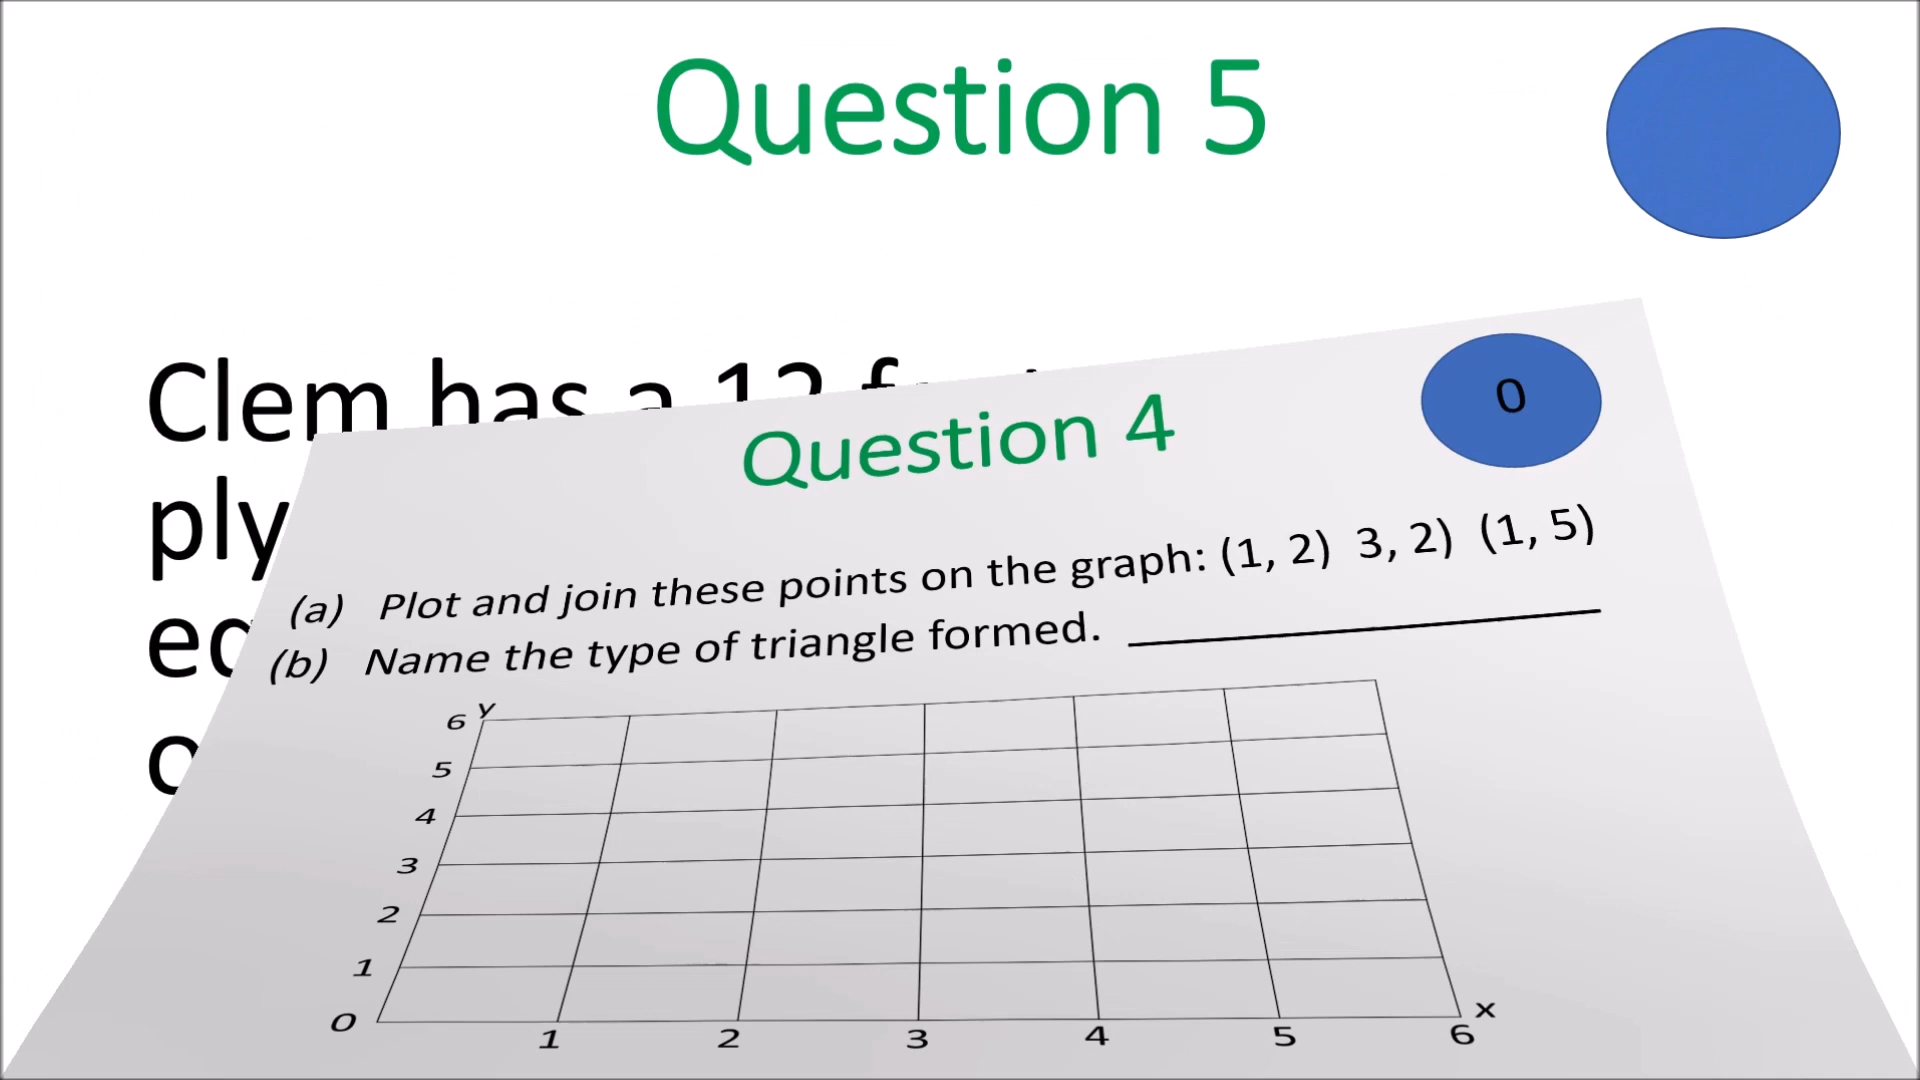 Question 5
Clem has a 12
ply
Question 4
0
(a) Plot and join these points on the graph: (1, 2) 3, 2) (1, 5)
(b) Name the type of triangle formed.
y
6
5
4
3
2
1
0
1 2 3 4 5 6
x